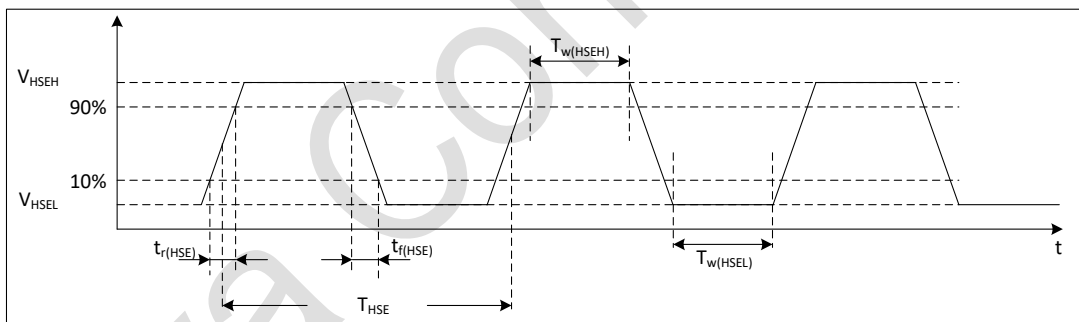 T_w(HSEH)
V_HSEH
90%
10%
V_HSEL
t_r(HSE)
t_f(HSE)
T_w(HSEL)
t
T_HSE